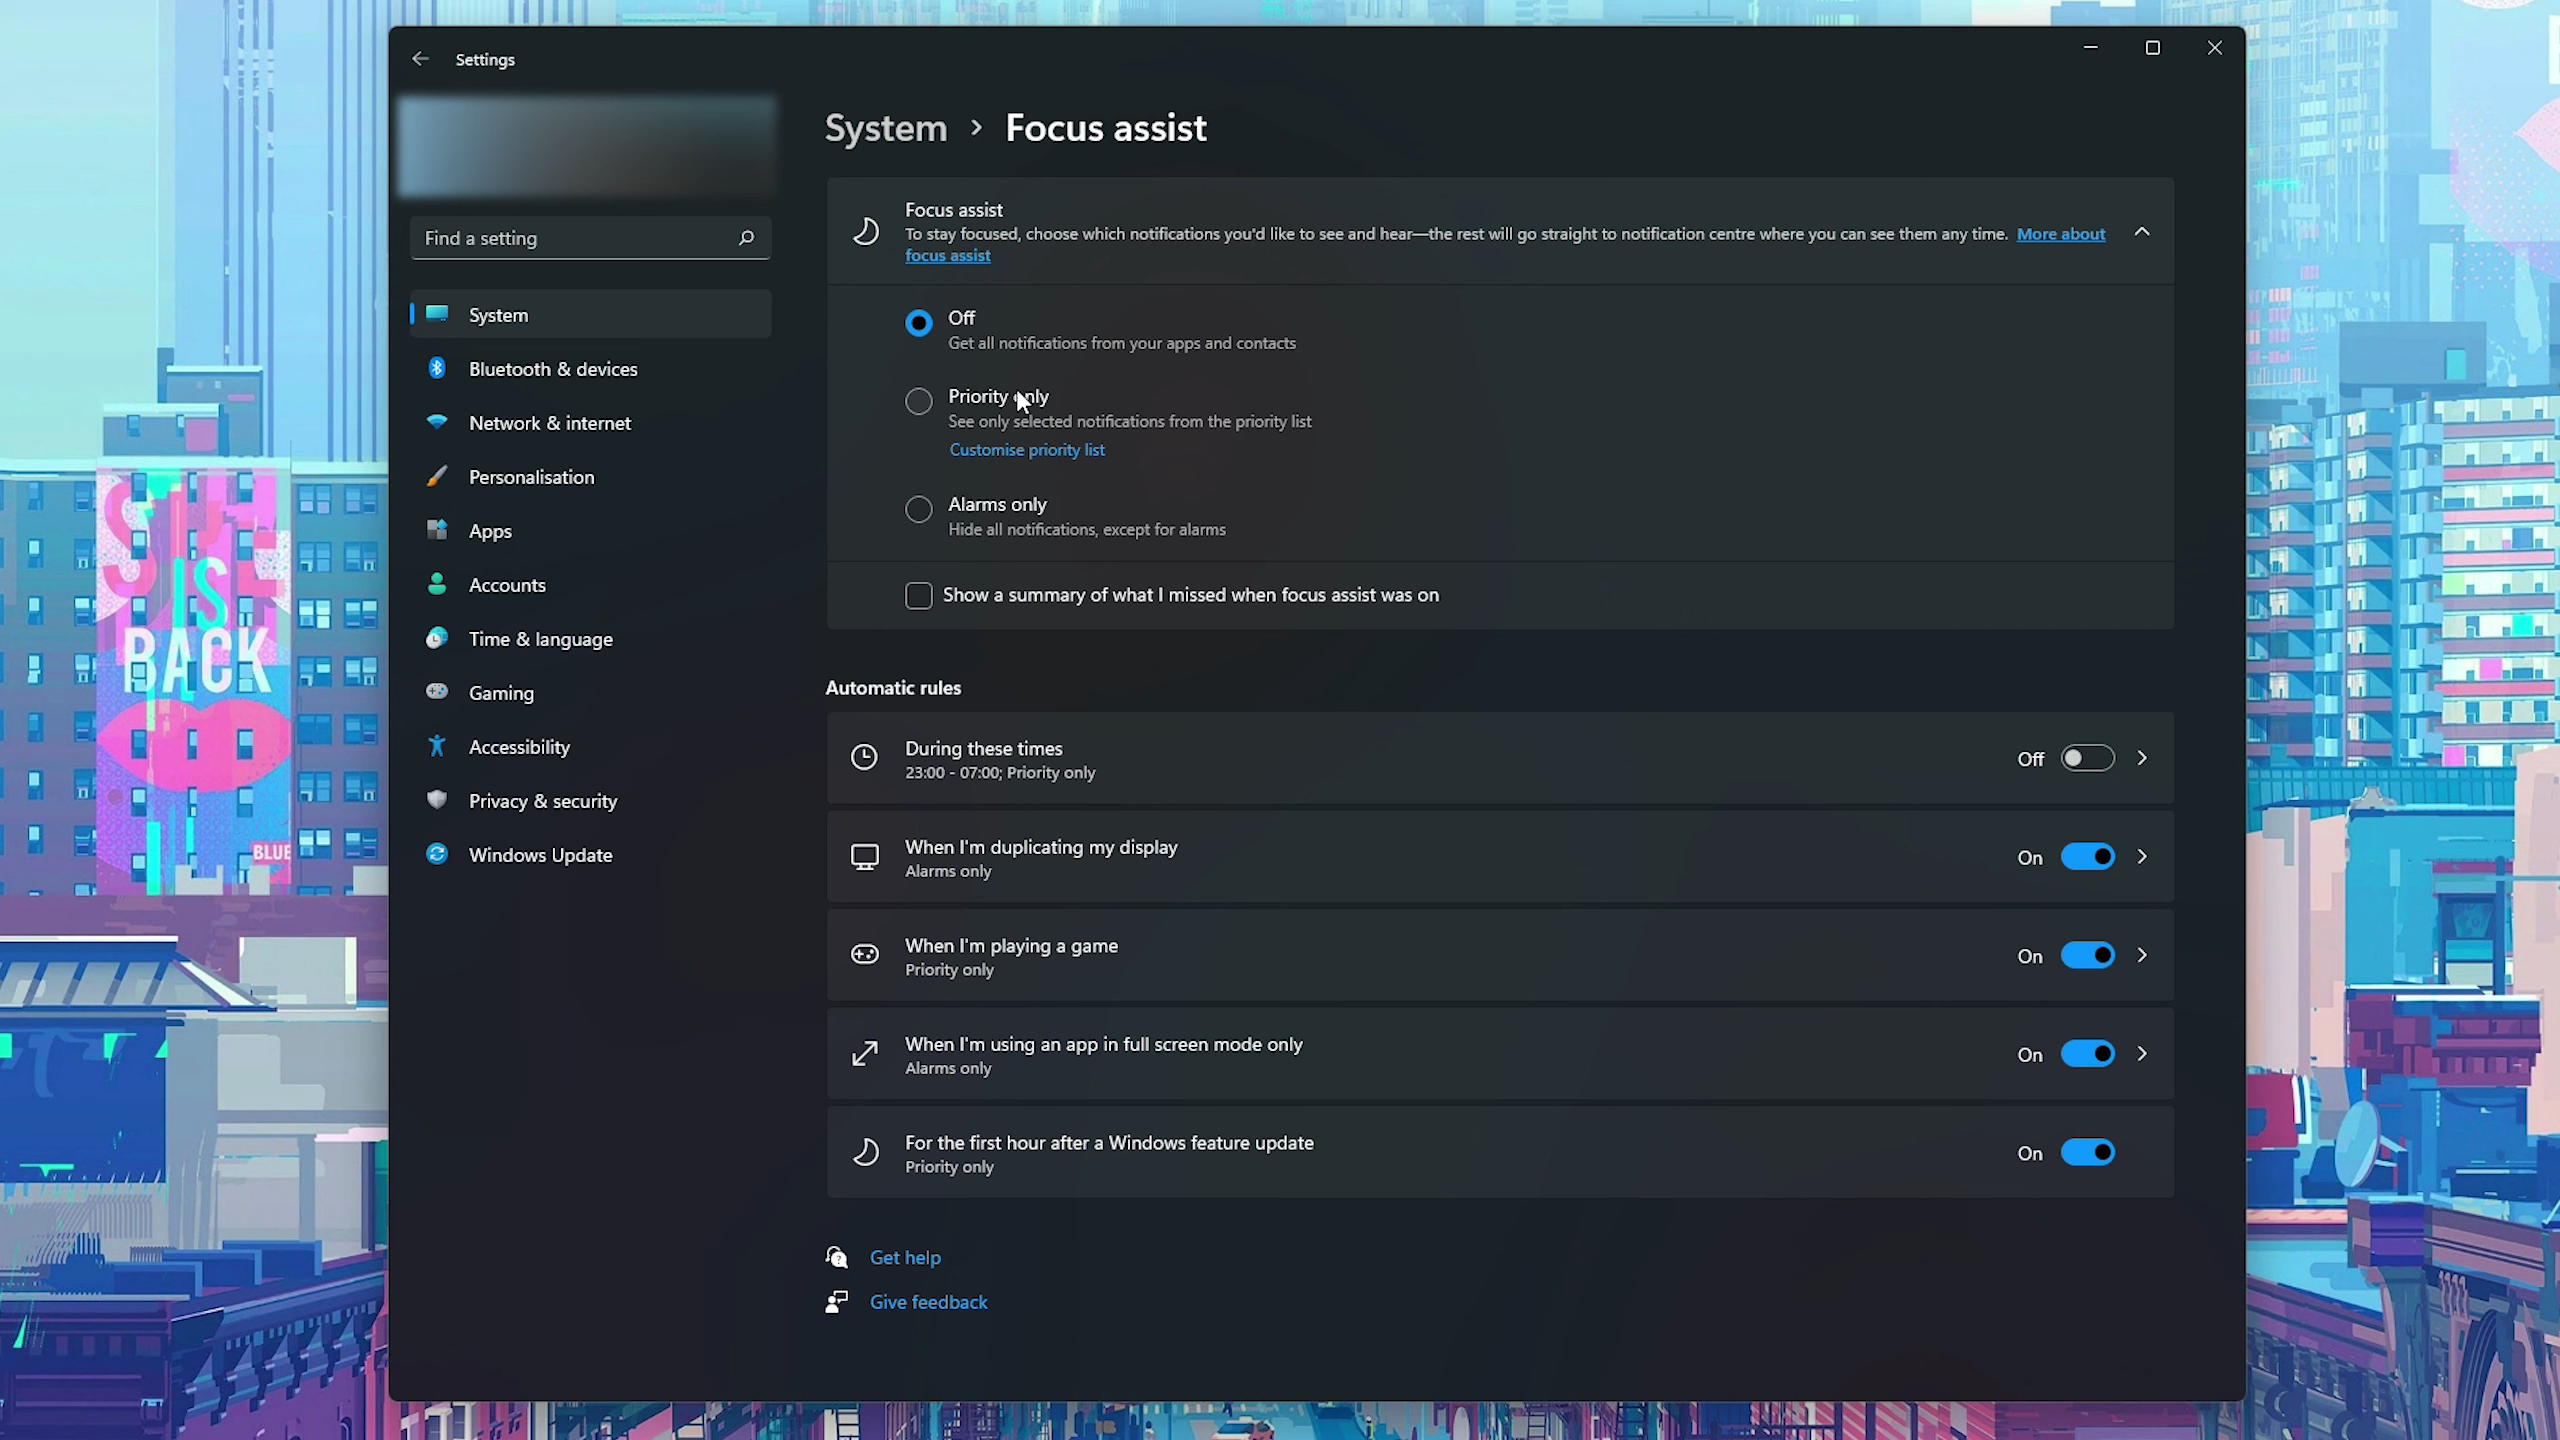 Settings
System > Focus assist
Find a setting
System
Bluetooth & devices
Network & internet
Personalisation
Apps
Accounts
Time & language
Gaming
Accessibility
Privacy & security
Windows Update
Focus assist
To stay focused, choose which notifications you'd like to see and hear—the rest will go straight to notification centre where you can see them any time. More about
focus assist
Off
Get all notifications from your apps and contacts
Priority only
See only selected notifications from the priority list
Customise priority list
Alarms only
Hide all notifications, except for alarms
Show a summary of what I missed when focus assist was on
Automatic rules
During these times
23:00 - 07:00; Priority only
Off
When I'm duplicating my display
Alarms only
On
When I'm playing a game
Priority only
On
When I'm using an app in full screen mode only
Alarms only
On
For the first hour after a Windows feature update
Priority only
On
Get help
Give feedback
IS
BACK
BLUE